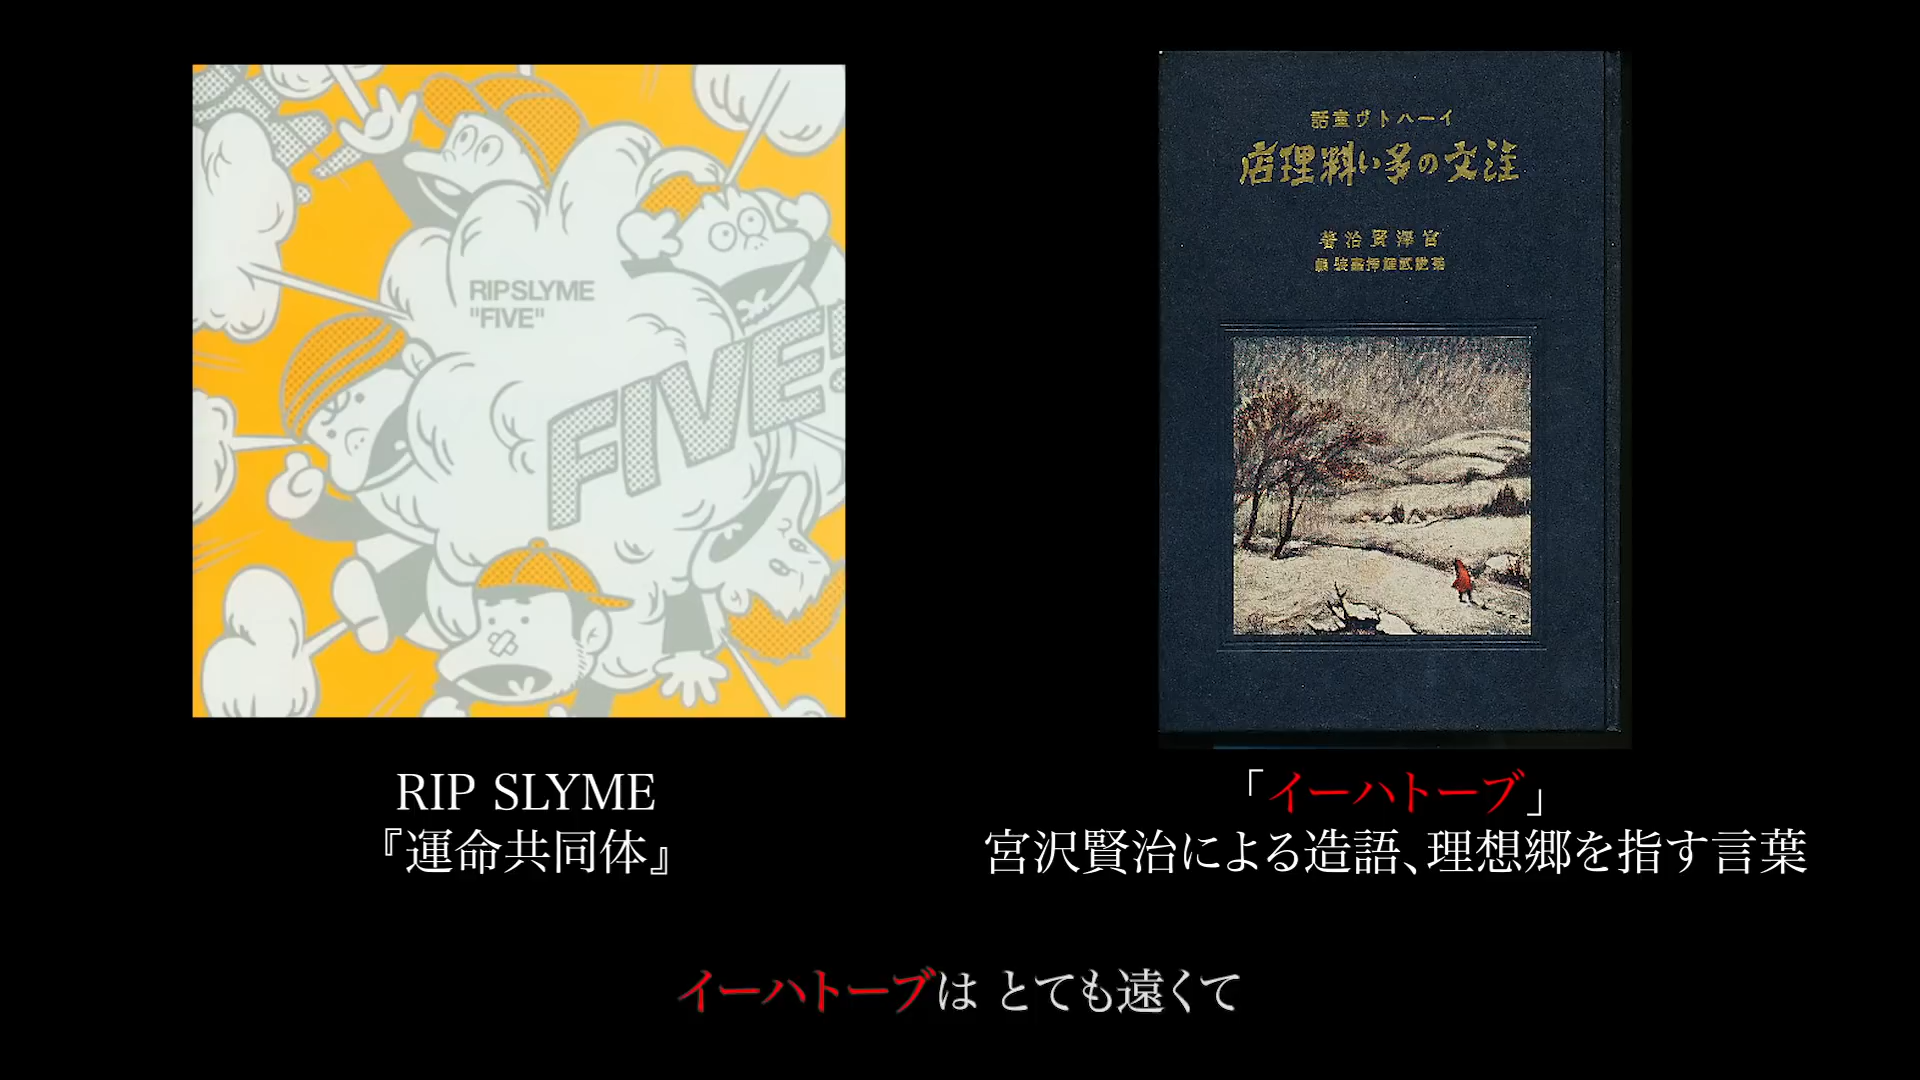 RIP SLYME
"FIVE"
FIVE!
イーハトヴ童話
注文の多い料理店
宮澤賢治著
RIP SLYME
『運命共同体』
「イーハトーブ」
宮沢賢治による造語、理想郷を指す言葉
イーハトーブは とても遠くて